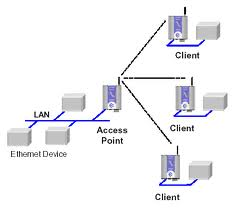 Client
LAN
Access
Point
Client
Ethernet Device
Client